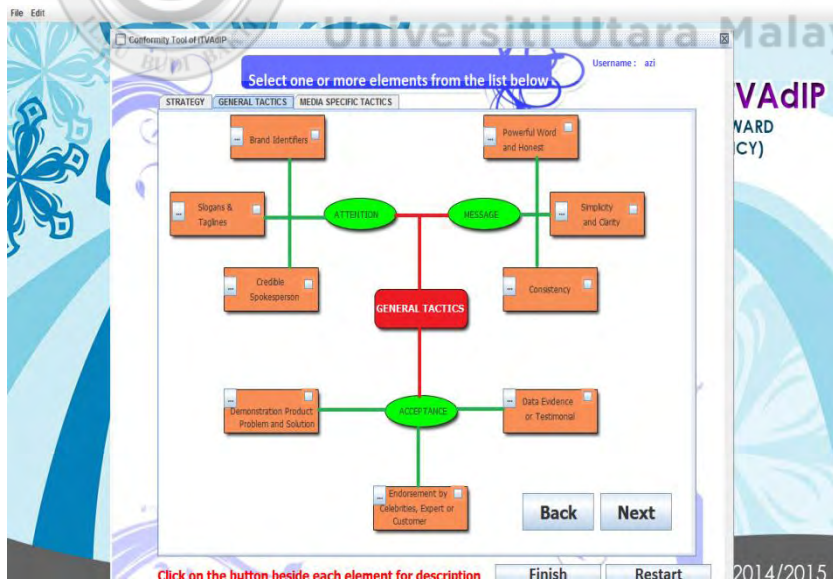 File Edit
Universiti Utara Malay
Conformity Tool of iTVAdIP
BUDI
Select one or more elements from the list below
Username : azi
STRATEGY GENERAL TACTICS MEDIA SPECIFIC TACTICS
TVAdIP
WARD
ICY)
... Brand Identifiers
... Powerful Word
and Honest
... Slogans &
Taglines
ATTENTION
MESSAGE
... Simplicity
and Clarity
... Credible
Spokesperson
... Consistency
GENERAL TACTICS
... Demonstration Product
Problem and Solution
ACCEPTANCE
... Data Evidence
or Testimonial
... Endorsement by
Celebrities, Expert or
Customer
Back Next
Click on the button beside each element for description
Finish Restart
2014/2015